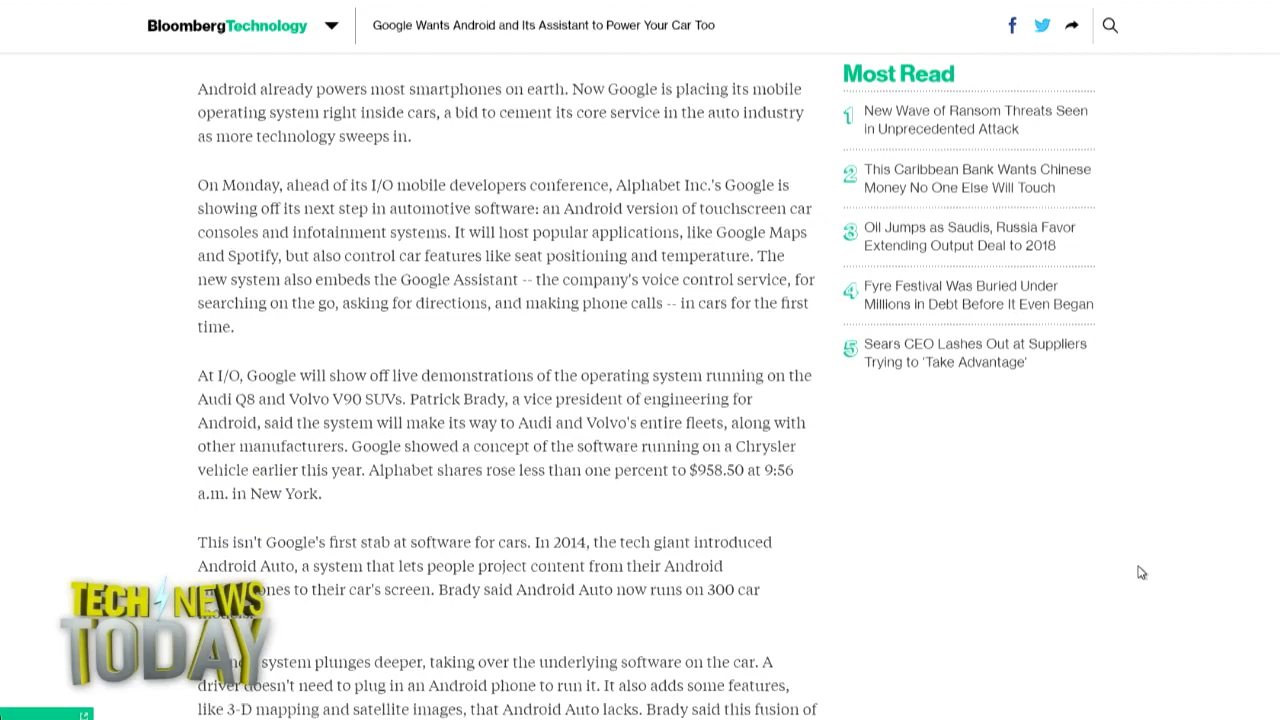 BloombergTechnology
Google Wants Android and Its Assistant to Power Your Car Too
Android already powers most smartphones on earth. Now Google is placing its mobile
operating system right inside cars, a bid to cement its core service in the auto industry
as more technology sweeps in.
On Monday, ahead of its I/O mobile developers conference, Alphabet Inc.'s Google is
showing off its next step in automotive software: an Android version of touchscreen car
consoles and infotainment systems. It will host popular applications, like Google Maps
and Spotify, but also control car features like seat positioning and temperature. The
new system also embeds the Google Assistant -- the company's voice control service, for
searching on the go, asking for directions, and making phone calls -- in cars for the first
time.
At I/O, Google will show off live demonstrations of the operating system running on the
Audi Q8 and Volvo V90 SUVs. Patrick Brady, a vice president of engineering for
Android, said the system will make its way to Audi and Volvo's entire fleets, along with
other manufacturers. Google showed a concept of the software running on a Chrysler
vehicle earlier this year. Alphabet shares rose less than one percent to $958.50 at 9:56
a.m. in New York.
This isn't Google's first stab at software for cars. In 2014, the tech giant introduced
Android Auto, a system that lets people project content from their Android
nes to their car's screen. Brady said Android Auto now runs on 300 car
system plunges deeper, taking over the underlying software on the car. A
driver doesn't need to plug in an Android phone to run it. It also adds some features,
like 3-D mapping and satellite images, that Android Auto lacks. Brady said this fusion of
Most Read
1 New Wave of Ransom Threats Seen
in Unprecedented Attack
2 This Caribbean Bank Wants Chinese
Money No One Else Will Touch
3 Oil Jumps as Saudis, Russia Favor
Extending Output Deal to 2018
4 Fyre Festival Was Buried Under
Millions in Debt Before It Even Began
5 Sears CEO Lashes Out at Suppliers
Trying to 'Take Advantage'
TECH NEWS
TODAY